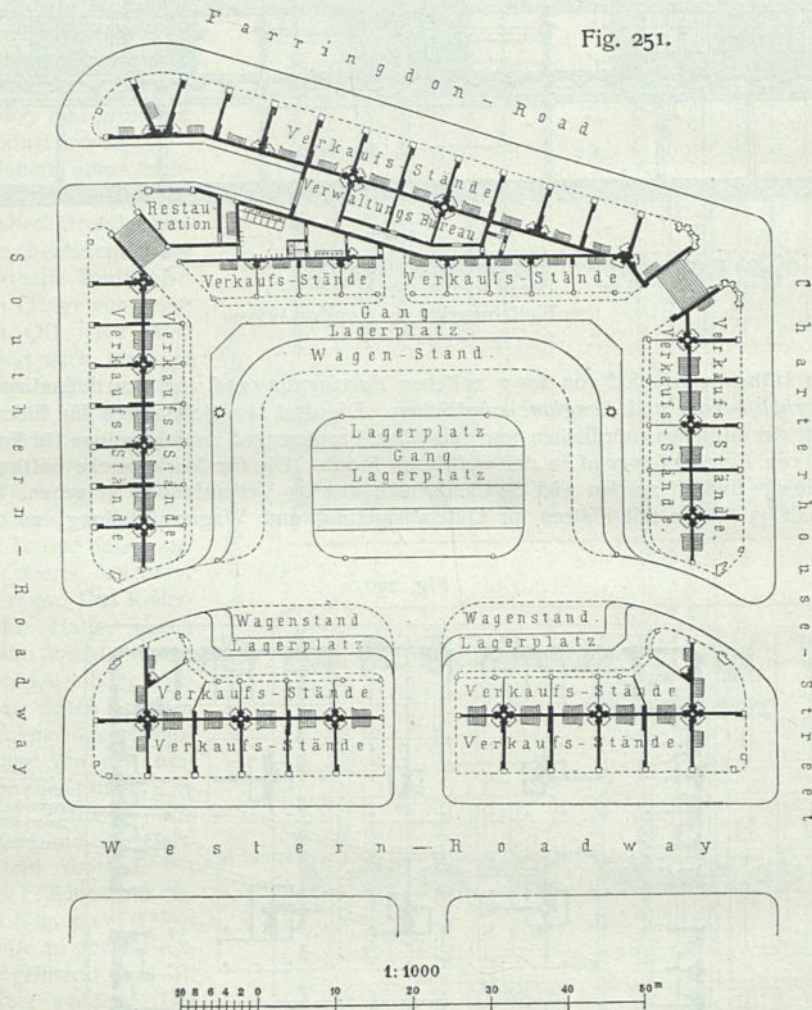 Fig. 251.
Farringdon-Road
Verkaufs-Stände
Verwaltungs Bureau
Restau-
ration
Verkaufs-Stände
Verkaufs-Stände
Gang
Lagerplatz.
Wagen-Stand.
Southern-Roadway
Verkaufs-Stände
Verkaufs-Stände
Lagerplatz
Gang
Lagerplatz
Verkaufs-Stände
Verkaufs-Stände.
Charterhouse-Street
Wagenstand
Lagerplatz
Verkaufs-Stände
Verkaufs-Stände.
Wagenstand.
Lagerplatz
Verkaufs-Stände
Verkaufs-Stände.
Western-Roadway
1:1000
10 8 6 4 2 0 10 20 30 40 50 m